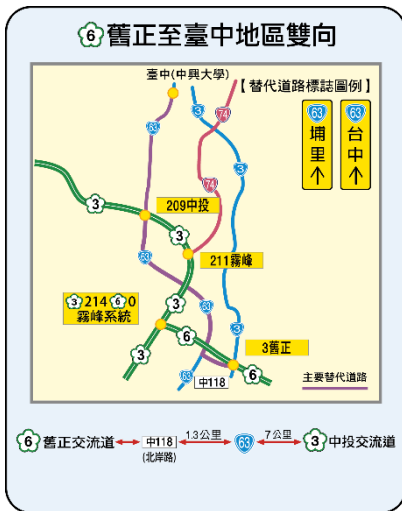 6 舊正至臺中地區雙向
臺中(中興大學)
【替代道路標誌圖例】
63 埔里↑
63 台中↑
3
74
63
3
3
209中投
3
74
211霧峰
3 214 6 0
霧峰系統
3
63
3
6
3舊正
3
63
中118
6
主要替代道路
6 舊正交流道 中118 1.3公里 63 7公里 3 中投交流道
(北岸路)